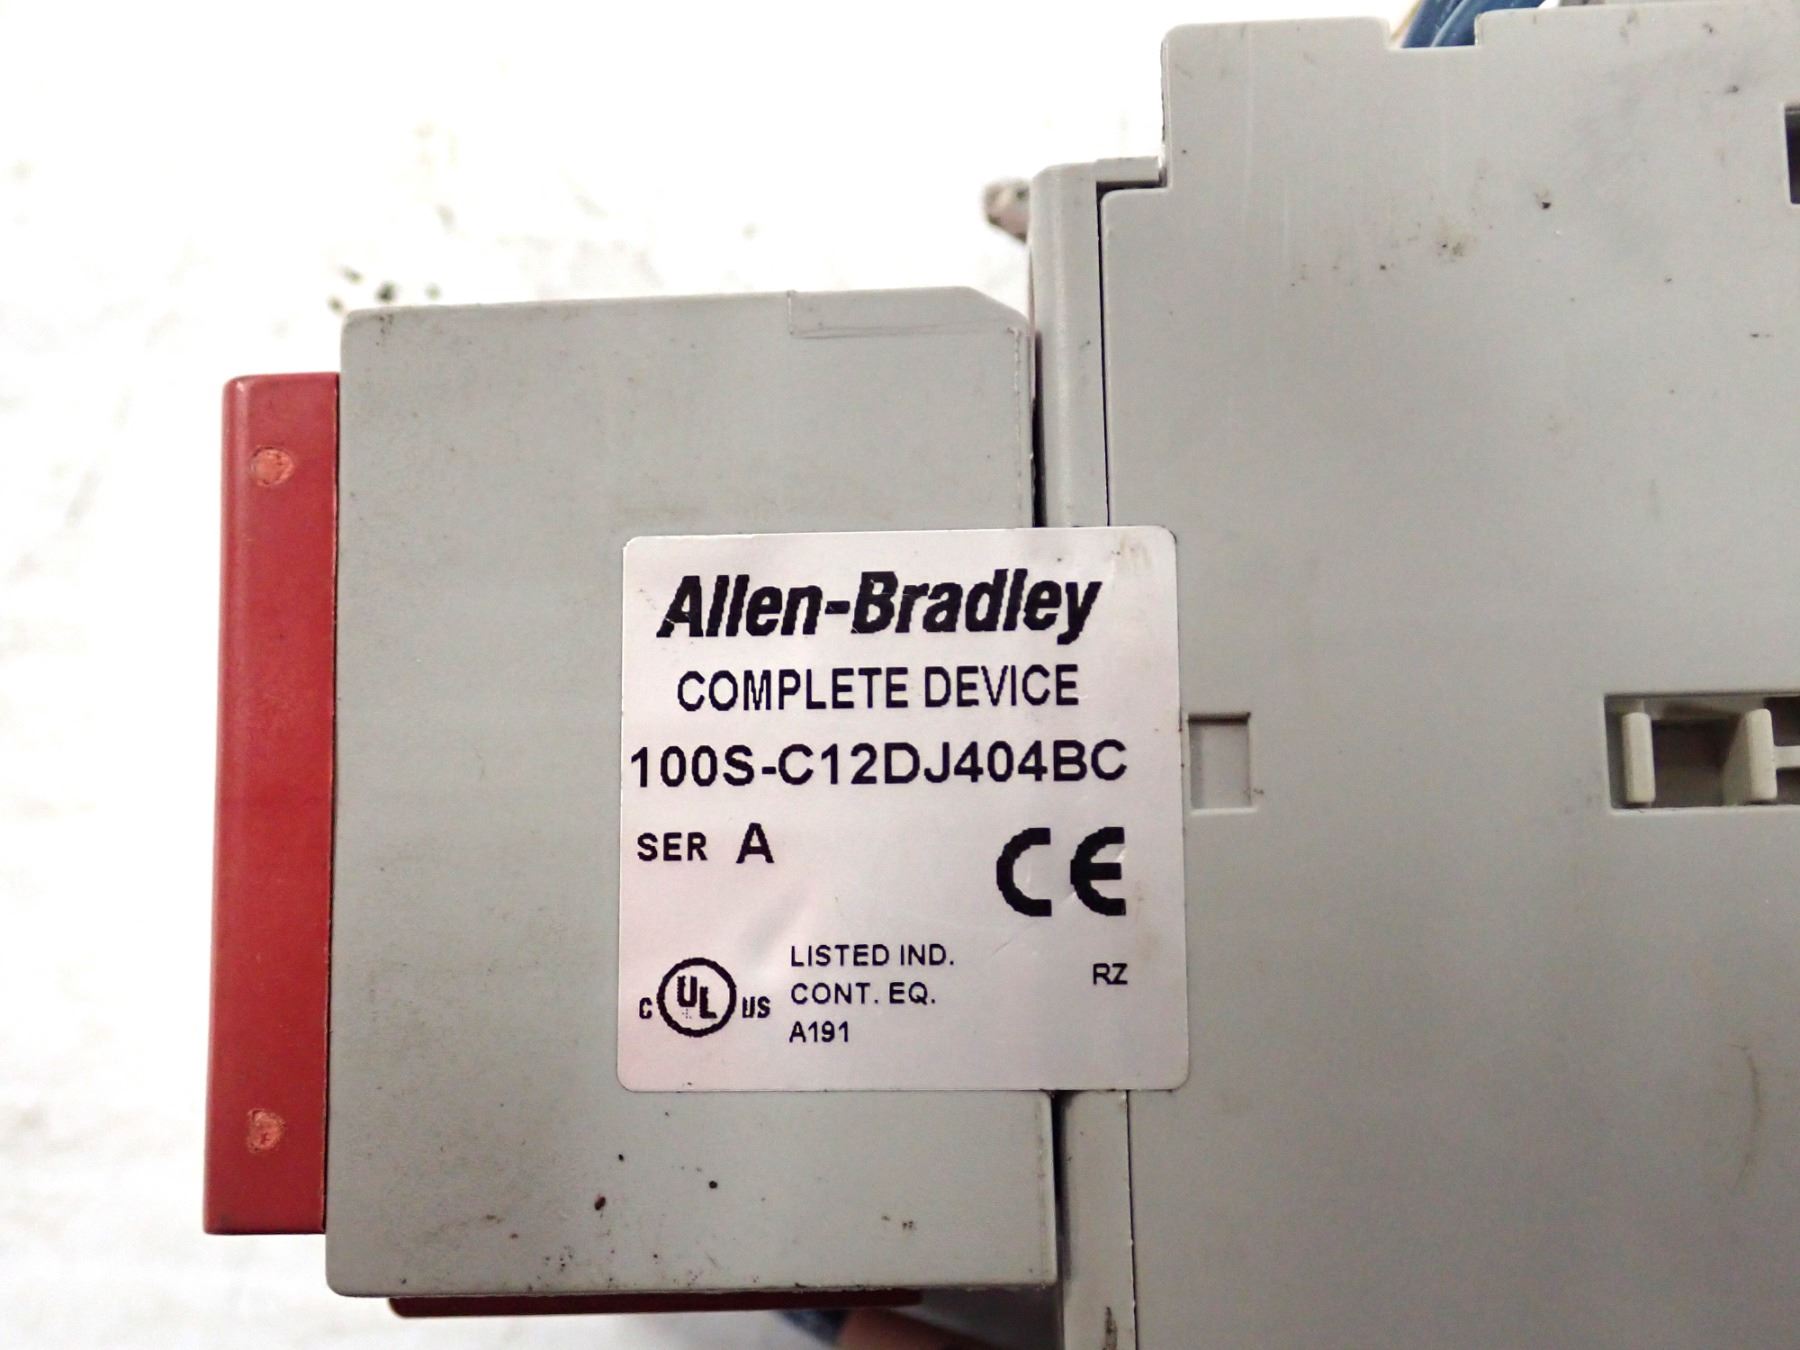 Allen-Bradley
COMPLETE DEVICE
100S-C12DJ404BC
SER A
CE
C UL US
LISTED IND.
CONT. EQ.
A191
RZ